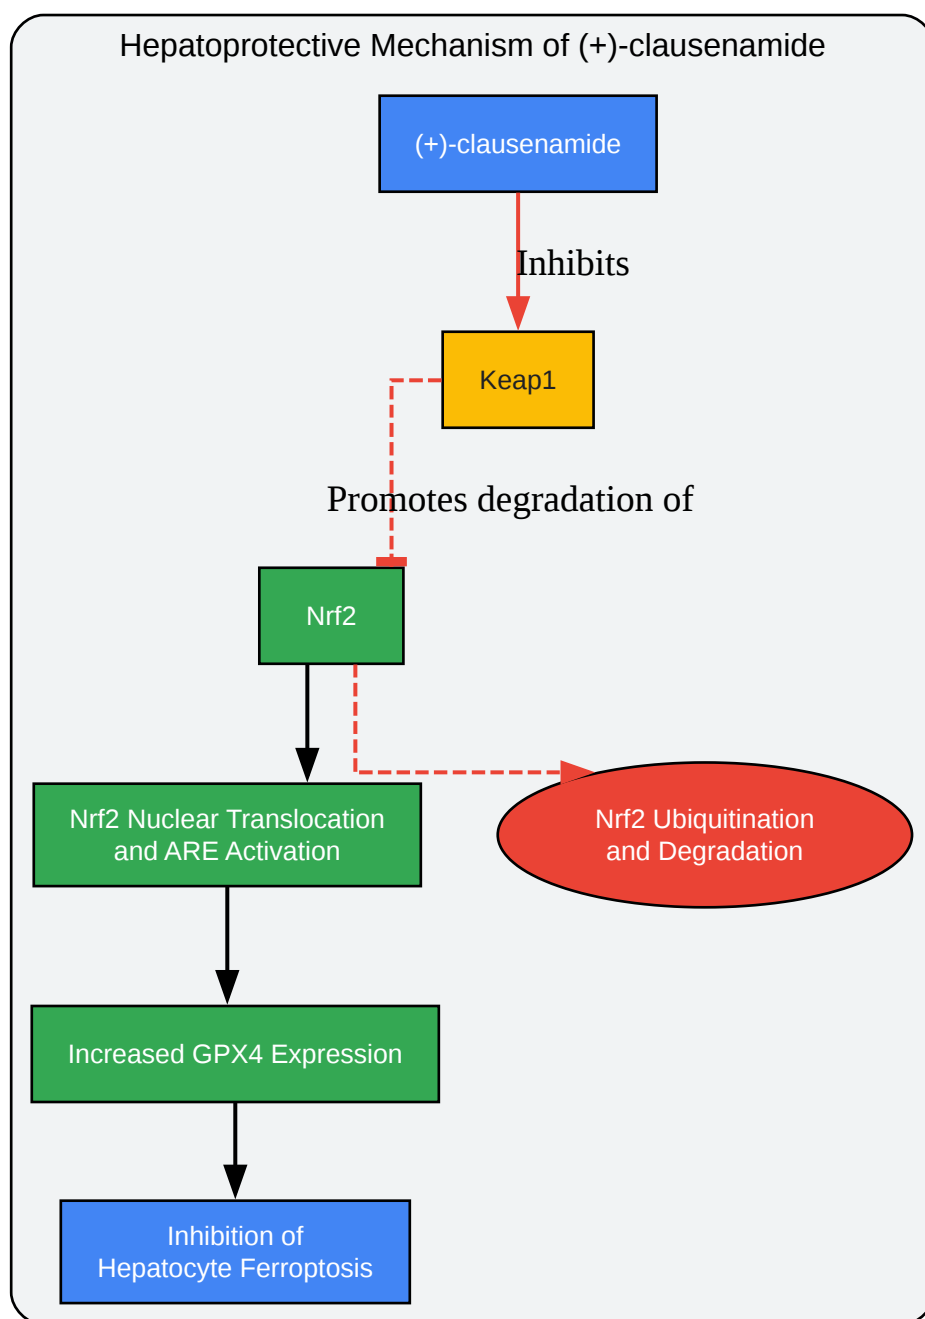 Hepatoprotective Mechanism of (+)-clausenamide
(+)-clausenamide
Inhibits
Keap1
Promotes degradation of
Nrf2
Nrf2 Nuclear Translocation
and ARE Activation
Nrf2 Ubiquitination
and Degradation
Increased GPX4 Expression
Inhibition of
Hepatocyte Ferroptosis